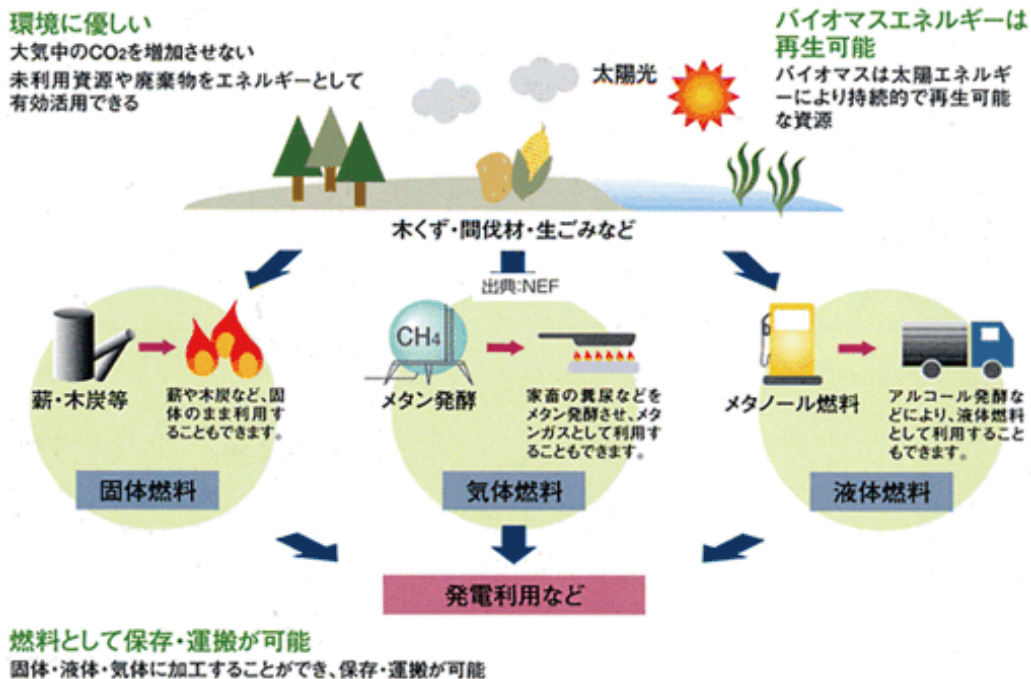 環境に優しい
大気中のCO₂を増加させない
未利用資源や廃棄物をエネルギーとして
有効活用できる
バイオマスエネルギーは
再生可能
バイオマスは太陽エネルギ
ーにより持続的で再生可能
な資源
太陽光
木くず・間伐材・生ごみなど
出典:NEF
薪・木炭等
薪や木炭など、固
体のまま利用す
ることもできます。
固体燃料
CH₄
メタン発酵
家畜の糞尿などを
メタン発酵させ、メタ
ンガスとして利用す
ることもできます。
気体燃料
メタノール燃料
アルコール発酵な
どにより、液体燃料
として利用すること
もできます。
液体燃料
発電利用など
燃料として保存・運搬が可能
固体・液体・気体に加工することができ、保存・運搬が可能